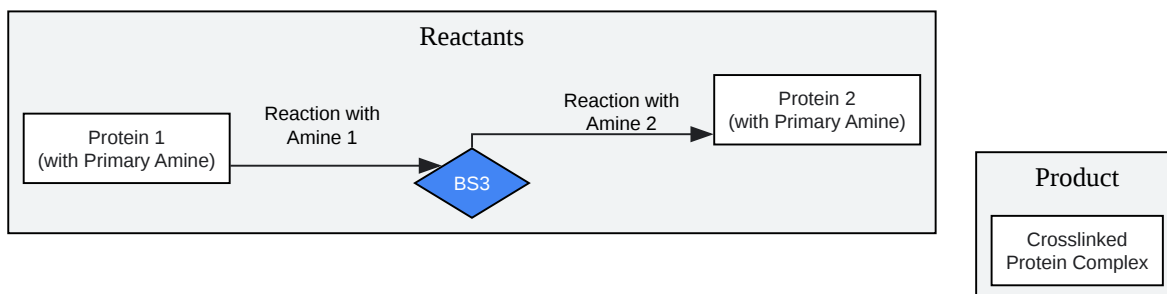 Reactants
Protein 1
(with Primary Amine)
Reaction with
Amine 1
BS3
Reaction with
Amine 2
Protein 2
(with Primary Amine)
Product
Crosslinked
Protein Complex